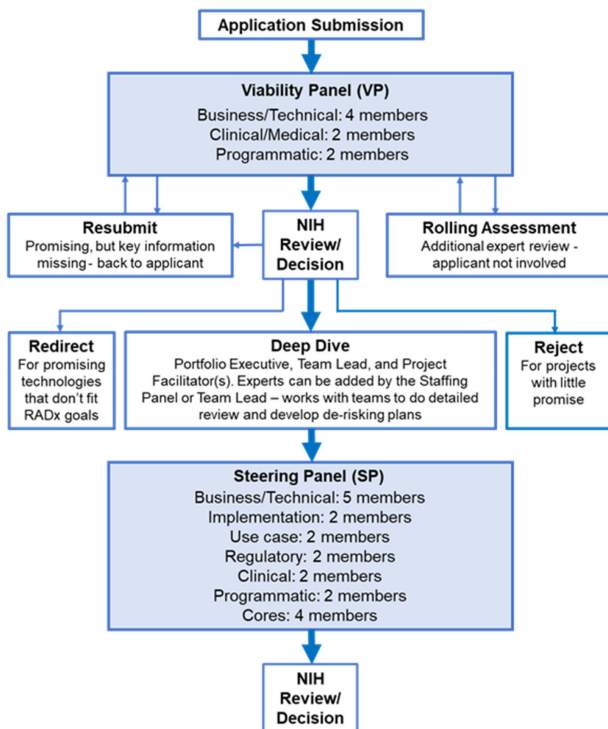 Application Submission
Viability Panel (VP)
Business/Technical: 4 members
Clinical/Medical: 2 members
Programmatic: 2 members
Resubmit
Promising, but key information
missing- back to applicant
NIH
Review/
Decision
Rolling Assessment
Additional expert review -
applicant not involved
Redirect
For promising
technologies
that don't fit
RADx goals
Deep Dive
Portfolio Executive, Team Lead, and Project
Facilitator(s). Experts can be added by the Staffing
Panel or Team Lead – works with teams to do detailed
review and develop de-risking plans
Reject
For projects
with little
promise
Steering Panel (SP)
Business/Technical: 5 members
Implementation: 2 members
Use case: 2 members
Regulatory: 2 members
Clinical: 2 members
Programmatic: 2 members
Cores: 4 members
NIH
Review/
Decision